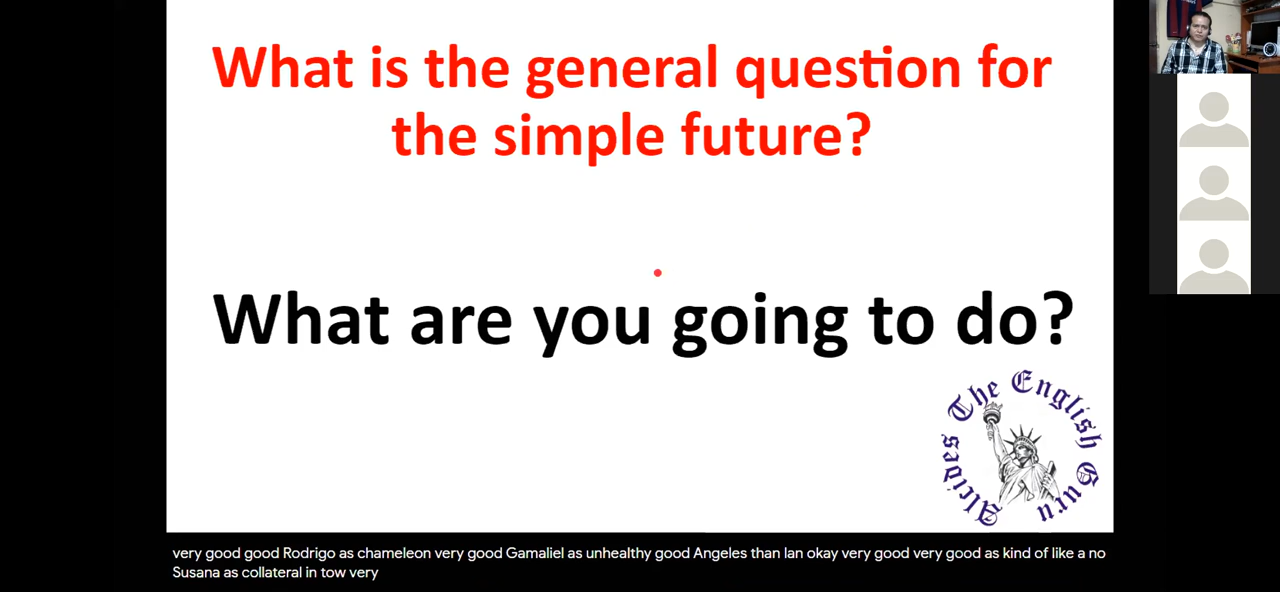 What is the general question for
the simple future?
What are you going to do?
Alcides The English Guru
very good good Rodrigo as chameleon very good Gamaliel as unhealthy good Angeles than Ian okay very good very good as kind of like a no
Susana as collateral in tow very